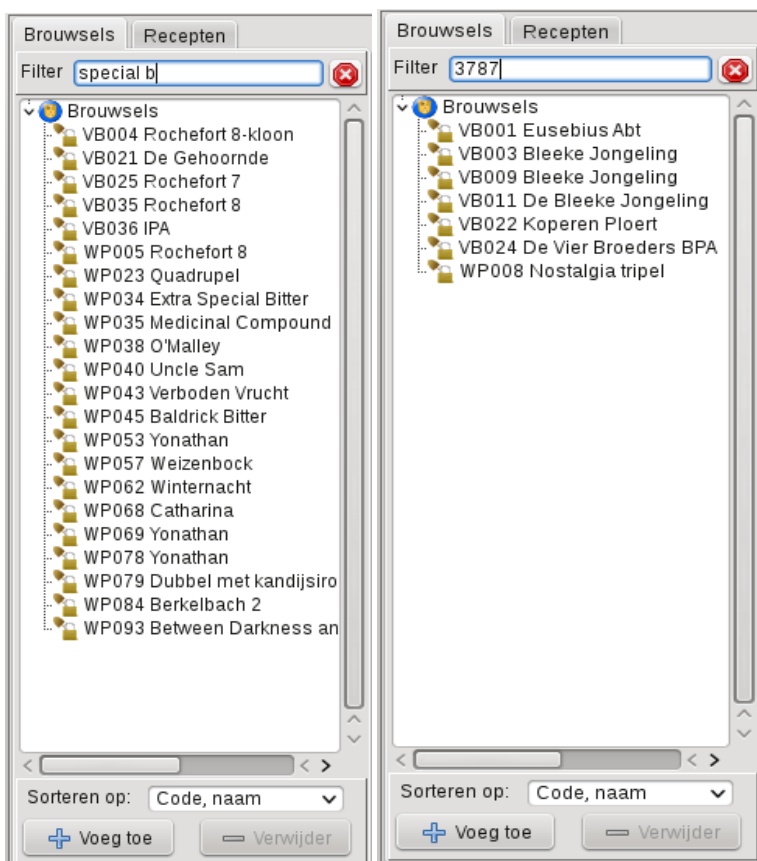 Brouwsels Recepten
Filter special b
Brouwsels
VB004 Rochefort 8-kloon
VB021 De Gehoornde
VB025 Rochefort 7
VB035 Rochefort 8
VB036 IPA
WP005 Rochefort 8
WP023 Quadrupel
WP034 Extra Special Bitter
WP035 Medicinal Compound
WP038 O'Malley
WP040 Uncle Sam
WP043 Verboden Vrucht
WP045 Baldrick Bitter
WP053 Yonathan
WP057 Weizenbock
WP062 Winternacht
WP068 Catharina
WP069 Yonathan
WP078 Yonathan
WP079 Dubbel met kandijsiro
WP084 Berkelbach 2
WP093 Between Darkness an
Sorteren op: Code, naam
Voeg toe Verwijder
Brouwsels Recepten
Filter 3787
Brouwsels
VB001 Eusebius Abt
VB003 Bleeke Jongeling
VB009 Bleeke Jongeling
VB011 De Bleeke Jongeling
VB022 Koperen Ploert
VB024 De Vier Broeders BPA
WP008 Nostalgia tripel
Sorteren op: Code, naam
Voeg toe Verwijder